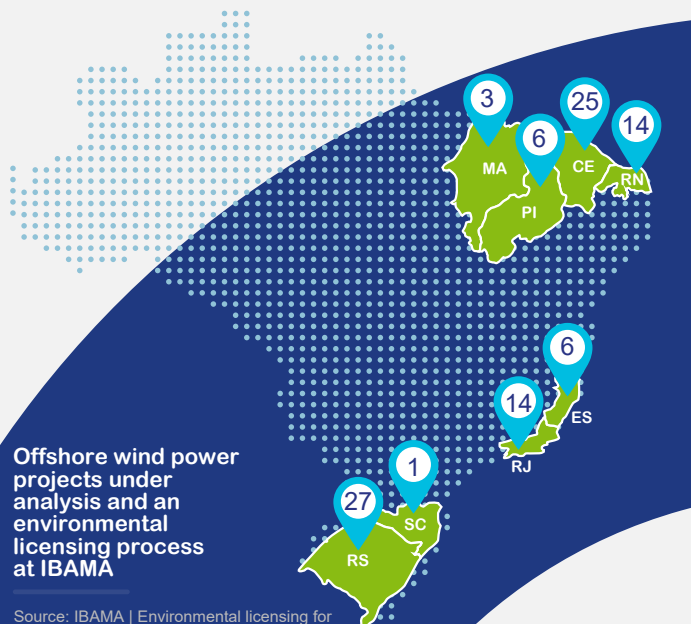 3
25
6
14
MA
CE
RN
PI
6
14
ES
RJ
Offshore wind power
projects under
analysis and an
environmental
licensing process
at IBAMA
1
27
SC
RS
Source: IBAMA | Environmental licensing for